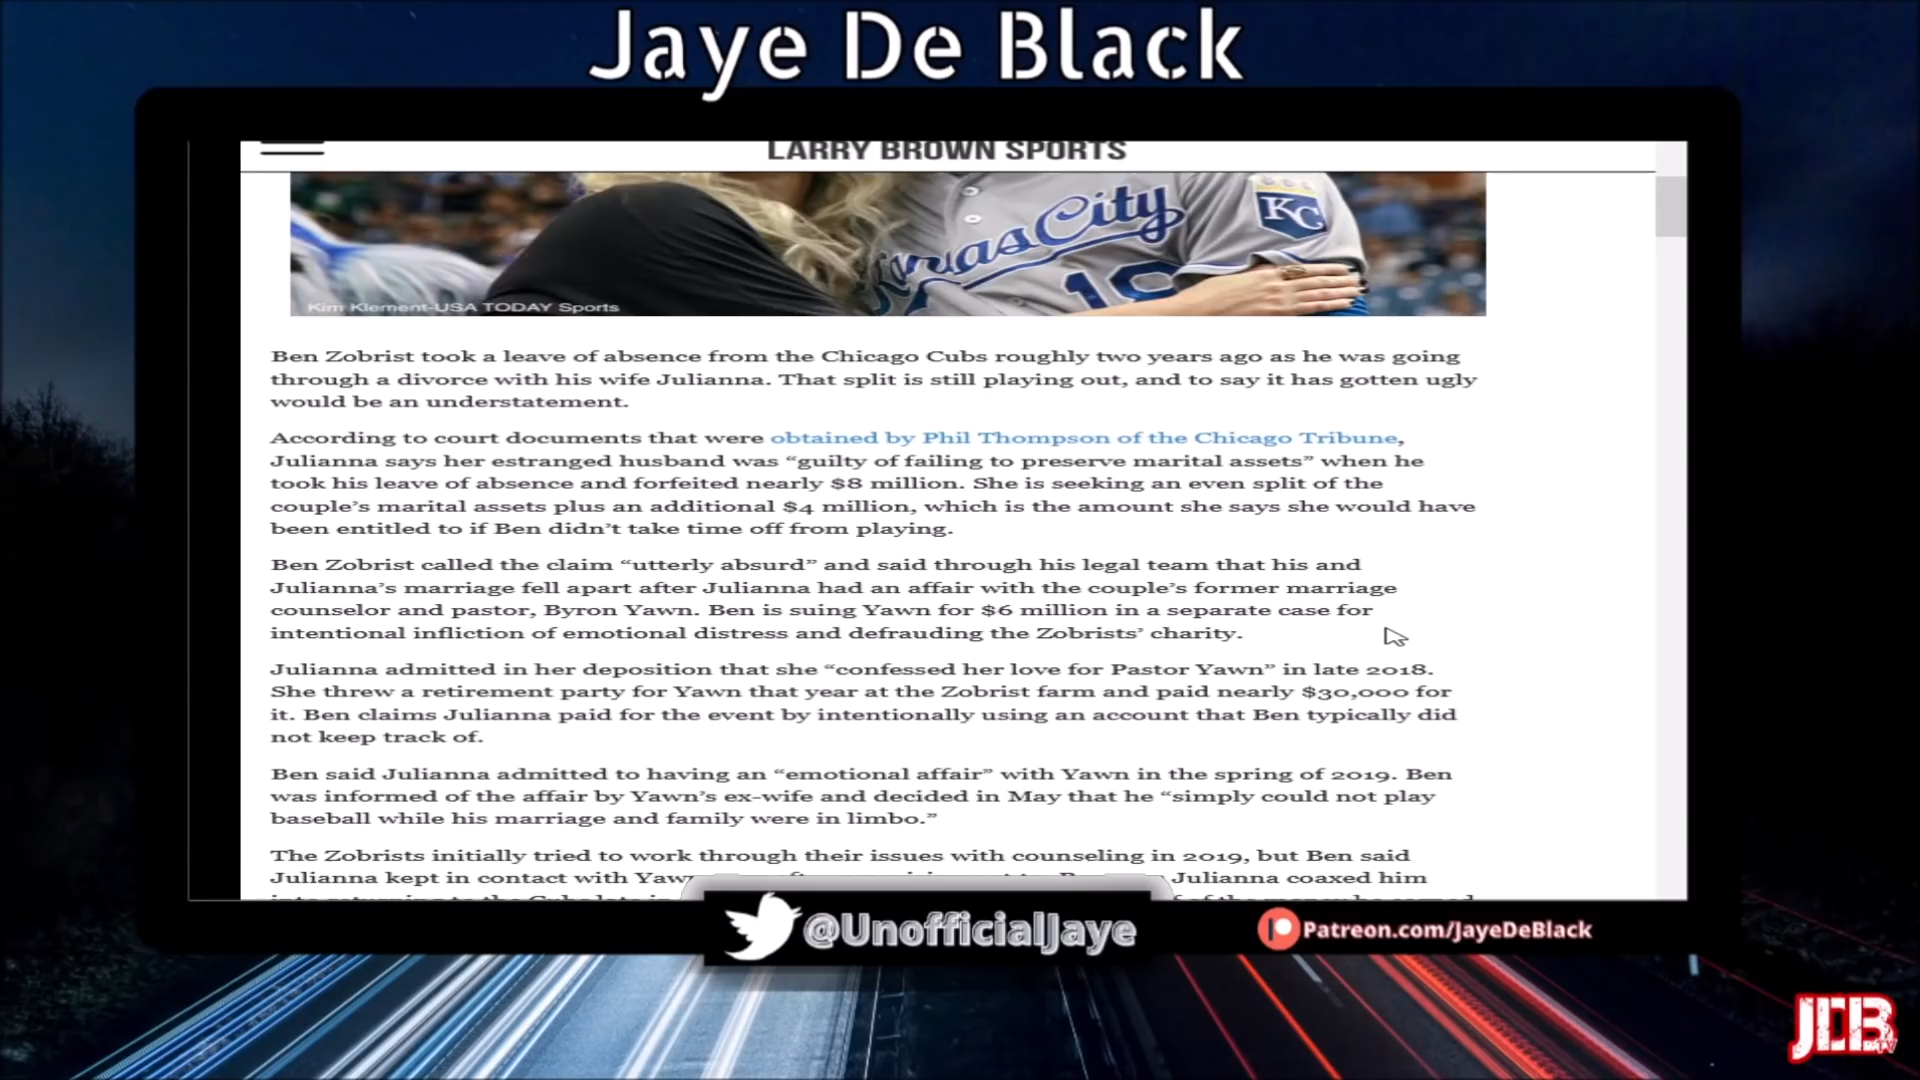 Jaye De Black
LARRY BROWN SPORTS
Kansas City
KC
Kim Klement-USA TODAY Sports
Ben Zobrist took a leave of absence from the Chicago Cubs roughly two years ago as he was going
through a divorce with his wife Julianna. That split is still playing out, and to say it has gotten ugly
would be an understatement.
According to court documents that were obtained by Phil Thompson of the Chicago Tribune,
Julianna says her estranged husband was “guilty of failing to preserve marital assets” when he
took his leave of absence and forfeited nearly $8 million. She is seeking an even split of the
couple’s marital assets plus an additional $4 million, which is the amount she says she would have
been entitled to if Ben didn’t take time off from playing.
Ben Zobrist called the claim “utterly absurd” and said through his legal team that his and
Julianna’s marriage fell apart after Julianna had an affair with the couple’s former marriage
counselor and pastor, Byron Yawn. Ben is suing Yawn for $6 million in a separate case for
intentional infliction of emotional distress and defrauding the Zobrists’ charity.
Julianna admitted in her deposition that she “confessed her love for Pastor Yawn” in late 2018.
She threw a retirement party for Yawn that year at the Zobrist farm and paid nearly $30,000 for
it. Ben claims Julianna paid for the event by intentionally using an account that Ben typically did
not keep track of.
Ben said Julianna admitted to having an “emotional affair” with Yawn in the spring of 2019. Ben
was informed of the affair by Yawn’s ex-wife and decided in May that he “simply could not play
baseball while his marriage and family were in limbo.”
The Zobrists initially tried to work through their issues with counseling in 2019, but Ben said
Julianna kept in contact with Julianna coaxed him
@UnofficialJaye
Patreon.com/JayeDeBlack
JDB
TV